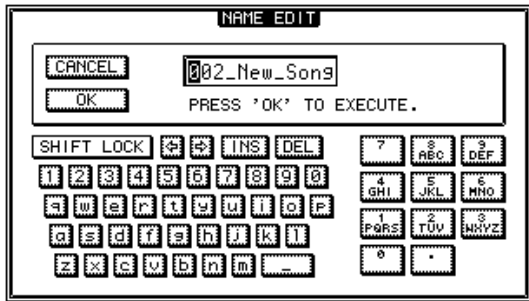 NAME EDIT
CANCEL
002_New_Song
OK
PRESS 'OK' TO EXECUTE.
SHIFT LOCK ⇦ ⇨ INS DEL
1 2 3 4 5 6 7 8 9 0
q w e r t y u i o p
a s d f g h j k l
z x c v b n m _
7 8 ABC 9 DEF
4 GHI 5 JKL 6 MNO
1 PQRS 2 TUV 3 WXYZ
0 .